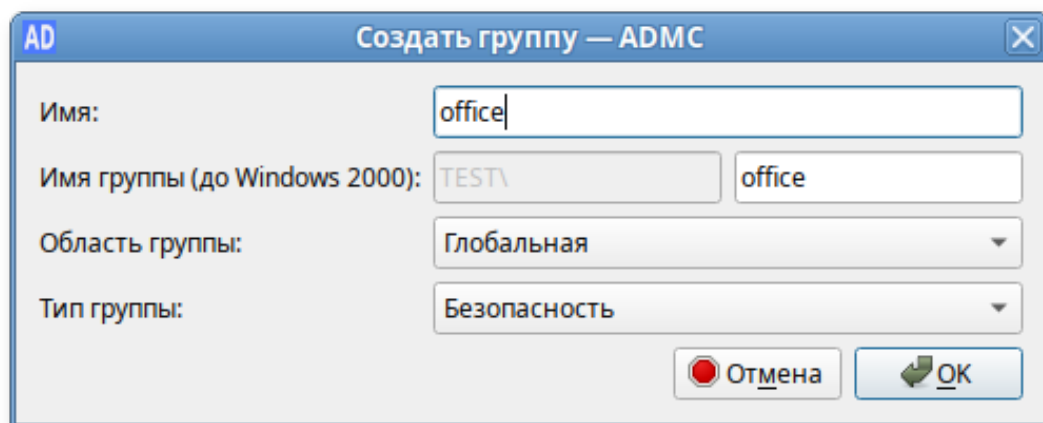 AD Создать группу — ADMC
Имя: office
Имя группы (до Windows 2000): TEST\ office
Область группы: Глобальная
Тип группы: Безопасность
Отмена OK